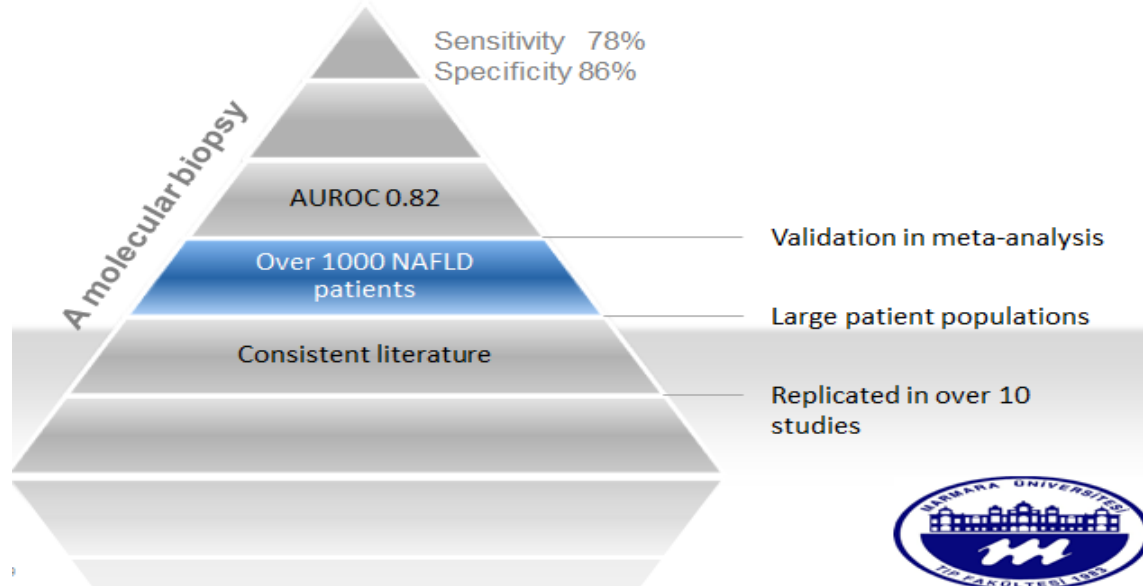 Sensitivity 78%
Specificity 86%
A molecular biopsy
AUROC 0.82
Validation in meta-analysis
Over 1000 NAFLD
patients
Large patient populations
Consistent literature
Replicated in over 10
studies
MARMARA ÜNİVERSİTESİ
TIP FAKÜLTESİ 1983